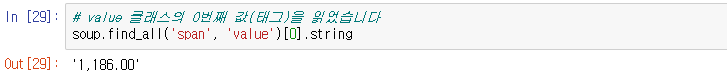 In [29]: # value 클래스의 0번째 값(태그)을 읽었습니다
soup.find_all('span', 'value')[0].string
Out[29]: '1,186.00'